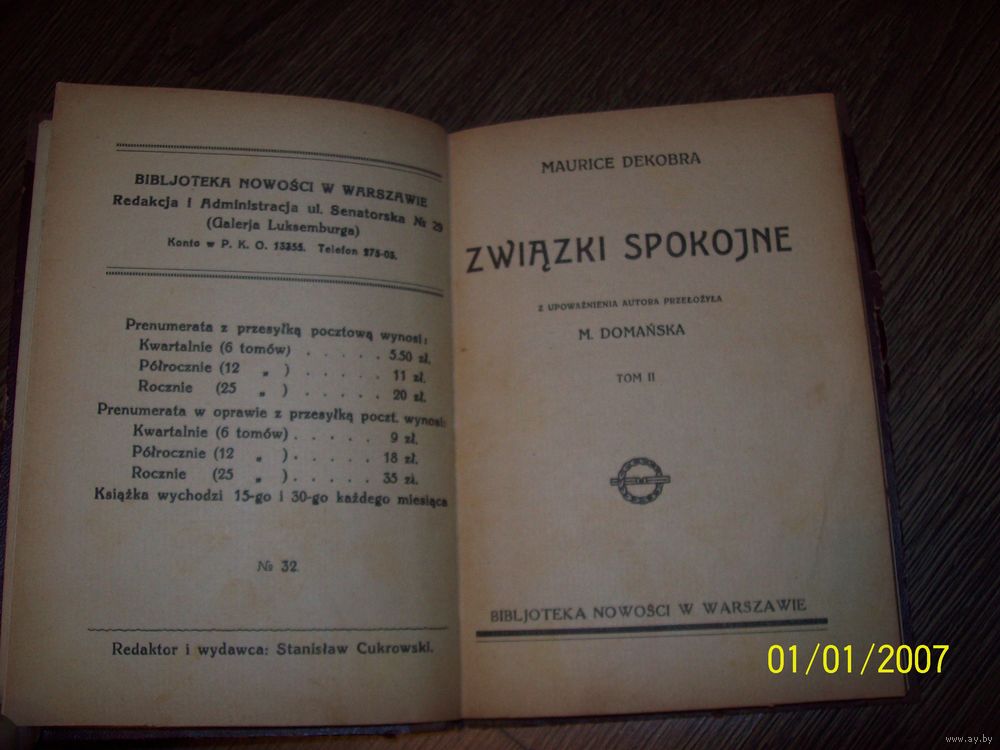 BIBLJOTEKA NOWOŚCI W WARSZAWIE
Redakcja i Administracja ul. Senatorska № 29
(Galerja Luksemburga)
Konto w P. K. O. 13255. Telefon 273-03.
Prenumerata z przesyłką pocztową wynosi:
Kwartalnie (6 tomów) . . . . . 5.50 zł.
Półrocznie (12 „ ) . . . . . 11 zł.
Rocznie (25 „ ) . . . . . 20 zł.
Prenumerata w oprawie z przesyłką poczt. wynosi:
Kwartalnie (6 tomów) . . . . . 9 zł.
Półrocznie (12 „ ) . . . . . 18 zł.
Rocznie (25 „ ) . . . . . 35 zł.
Książka wychodzi 15-go i 30-go każdego miesiąca
№ 32.
Redaktor i wydawca: Stanisław Cukrowski.
MAURICE DEKOBRA
ZWIĄZKI SPOKOJNE
Z UPOWAŻNIENIA AUTORA PRZEŁOŻYŁA
M. DOMAŃSKA
TOM II
BIBLJOTEKA NOWOŚCI W WARSZAWIE
01/01/2007
www.ay.by